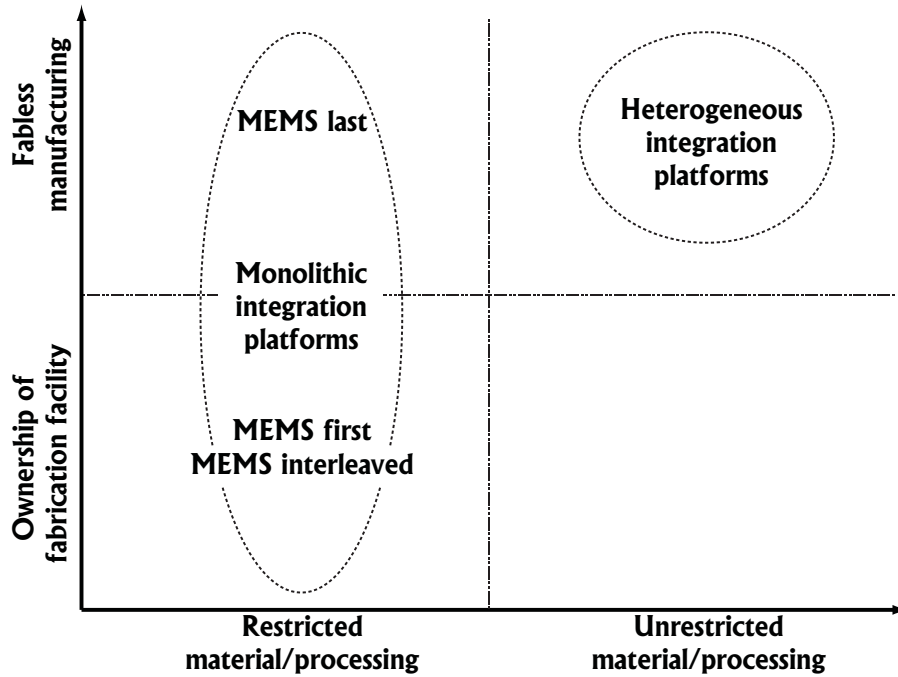 Fabless
manufacturing
Ownership of
fabrication facility
MEMS last
Monolithic
integration
platforms
MEMS first
MEMS interleaved
Heterogeneous
integration
platforms
Restricted
material/processing
Unrestricted
material/processing